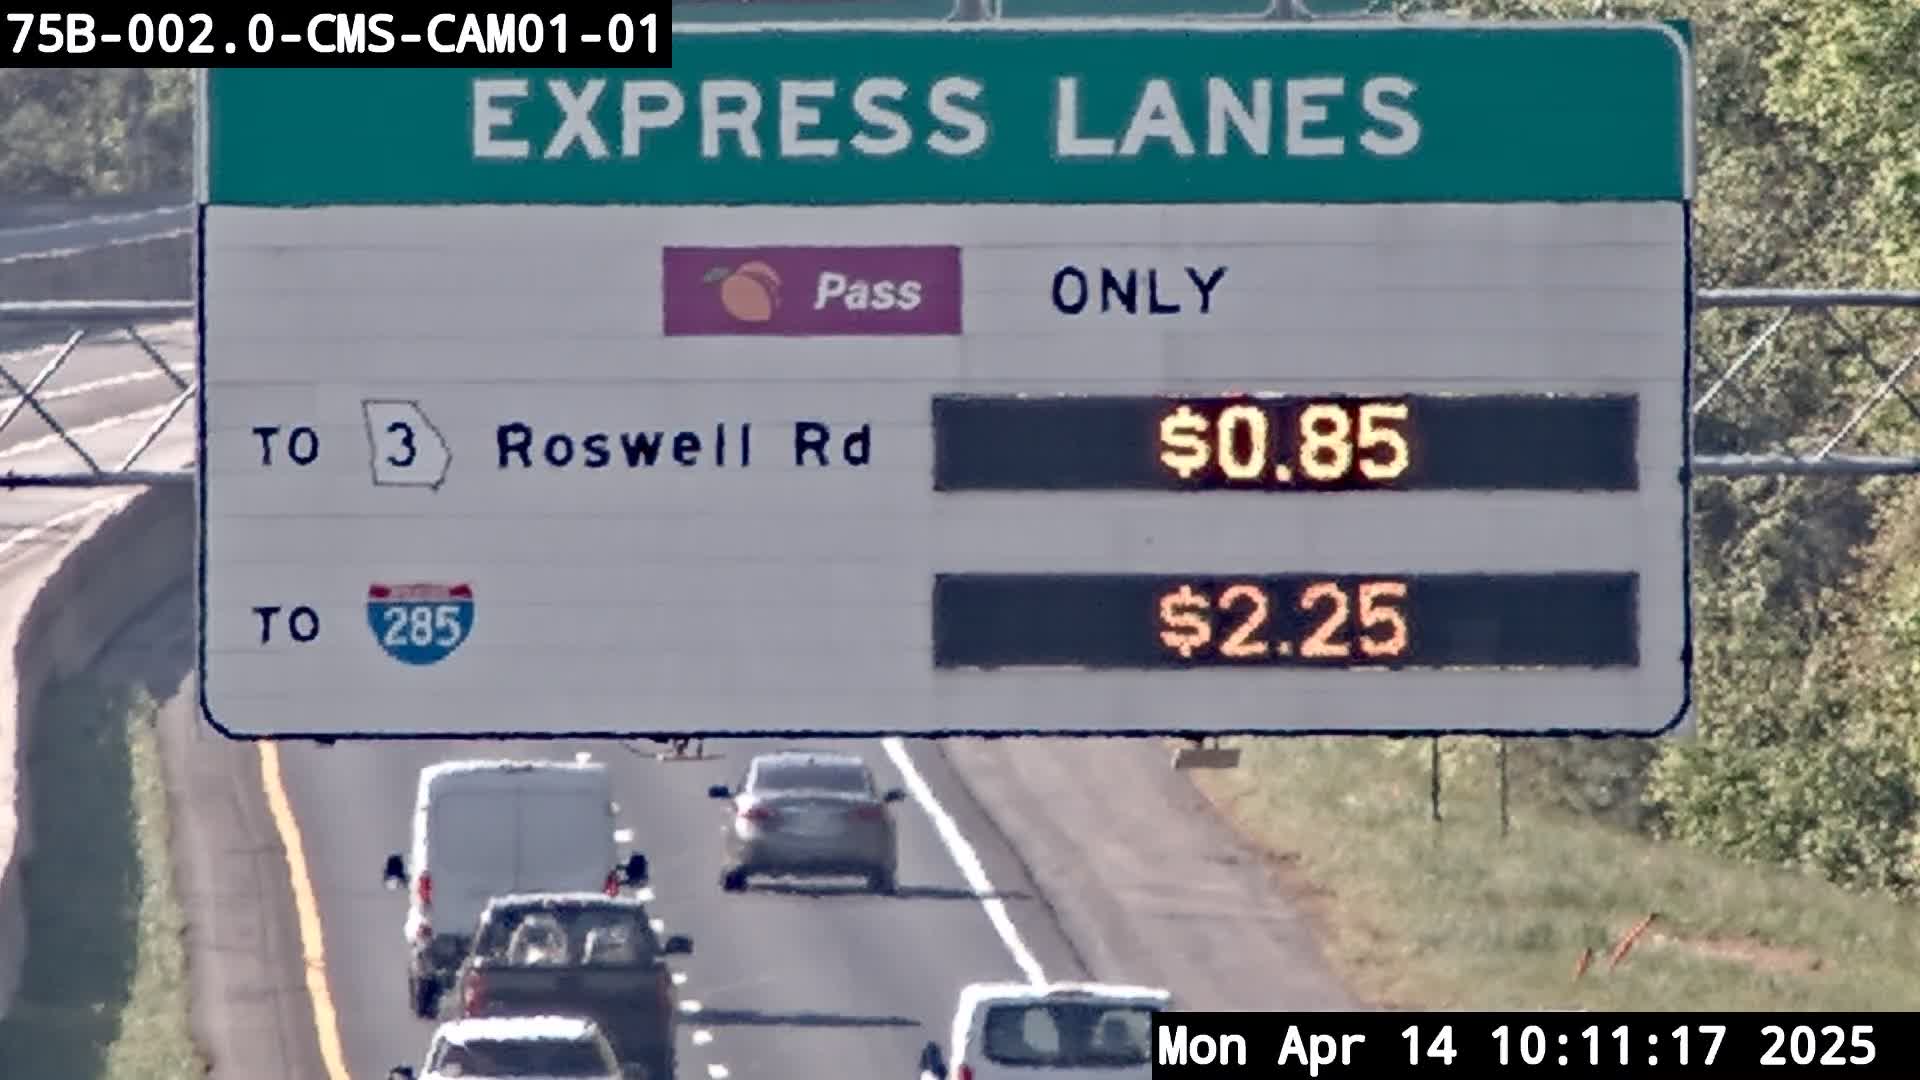 75B-002.0-CMS-CAM01-01
EXPRESS LANES
Pass ONLY
TO 3 Roswell Rd $0.85
TO 285 $2.25
Mon Apr 14 10:11:17 2025